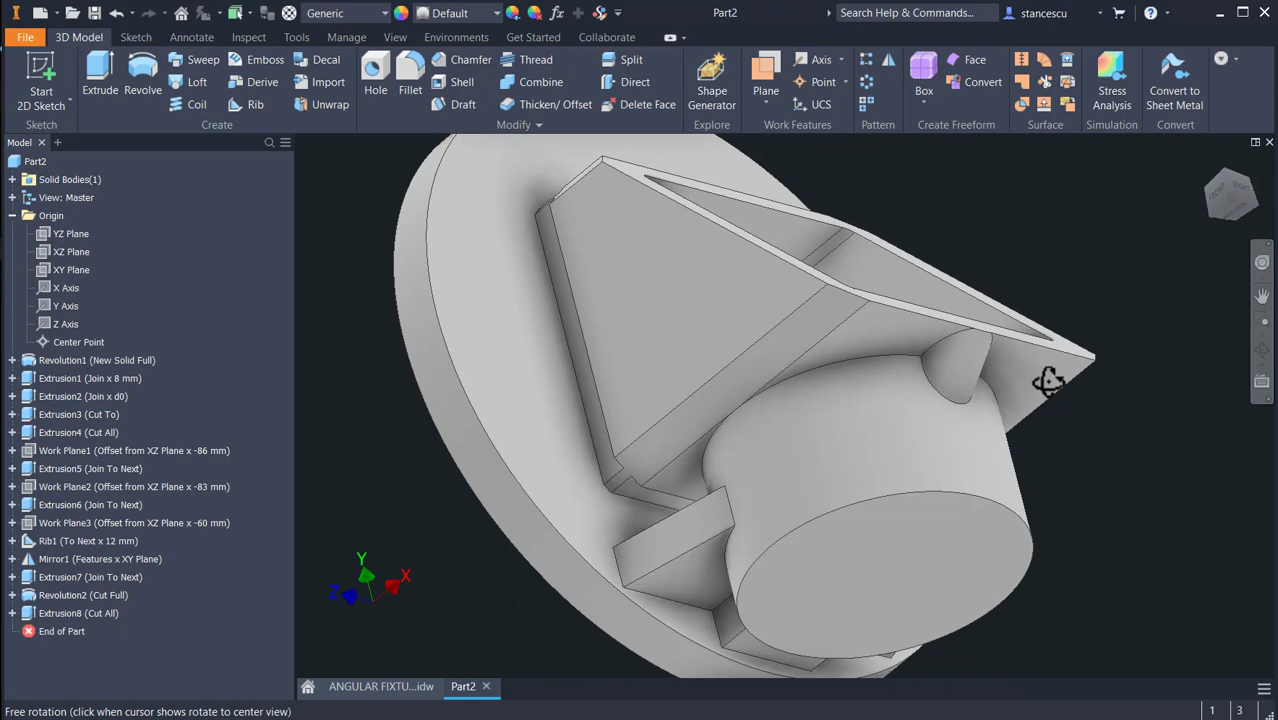 Generic
Default
fx
Part2
Search Help & Commands...
stancescu
File
3D Model
Sketch
Annotate
Inspect
Tools
Manage
View
Environments
Get Started
Collaborate
Start
2D Sketch
Extrude
Revolve
Sweep
Loft
Coil
Emboss
Derive
Rib
Decal
Import
Unwrap
Hole
Fillet
Chamfer
Shell
Draft
Thread
Combine
Thicken/ Offset
Split
Direct
Delete Face
Shape
Generator
Plane
Axis
Point
UCS
Box
Face
Convert
Stress
Analysis
Convert to
Sheet Metal
Sketch
Create
Modify
Explore
Work Features
Pattern
Create Freeform
Surface
Simulation
Convert
Model
Part2
Solid Bodies(1)
View: Master
Origin
YZ Plane
XZ Plane
XY Plane
X Axis
Y Axis
Z Axis
Center Point
Revolution1 (New Solid Full)
Extrusion1 (Join x 8 mm)
Extrusion2 (Join x d0)
Extrusion3 (Cut To)
Extrusion4 (Cut All)
Work Plane1 (Offset from XZ Plane x -86 mm)
Extrusion5 (Join To Next)
Work Plane2 (Offset from XZ Plane x -83 mm)
Extrusion6 (Join To Next)
Work Plane3 (Offset from XZ Plane x -60 mm)
Rib1 (To Next x 12 mm)
Mirror1 (Features x XY Plane)
Extrusion7 (Join To Next)
Revolution2 (Cut Full)
Extrusion8 (Cut All)
End of Part
FRONT
RIGHT
Y
X
Z
ANGULAR FIXTU...idw
Part2
Free rotation (click when cursor shows rotate to center view)
1
3